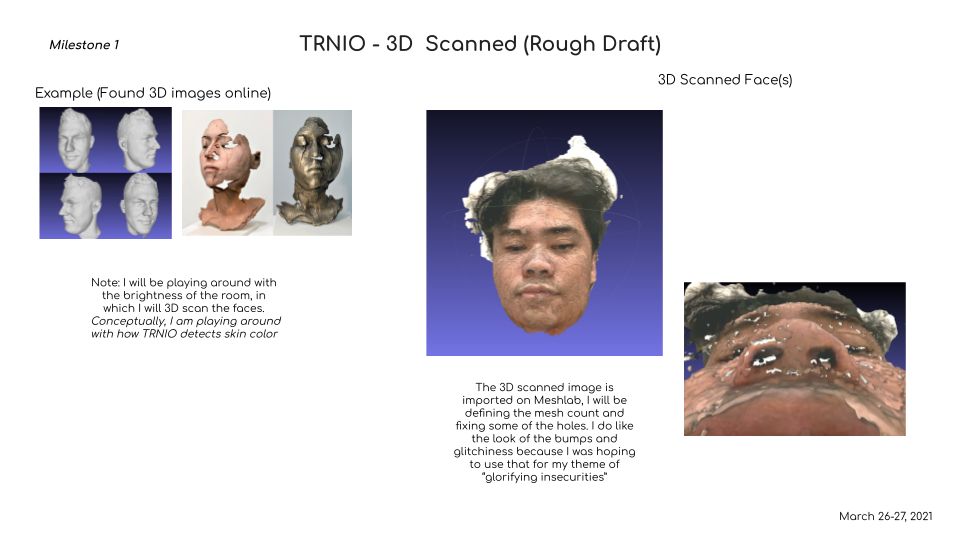 Milestone 1
TRNIO - 3D Scanned (Rough Draft)
3D Scanned Face(s)
Example (Found 3D images online)
Note: I will be playing around with
the brightness of the room, in
which I will 3D scan the faces.
Conceptually, I am playing around
with how TRNIO detects skin color
The 3D scanned image is
imported on Meshlab, I will be
defining the mesh count and
fixing some of the holes. I do like
the look of the bumps and
glitchiness because I was hoping
to use that for my theme of
“glorifying insecurities”
March 26-27, 2021